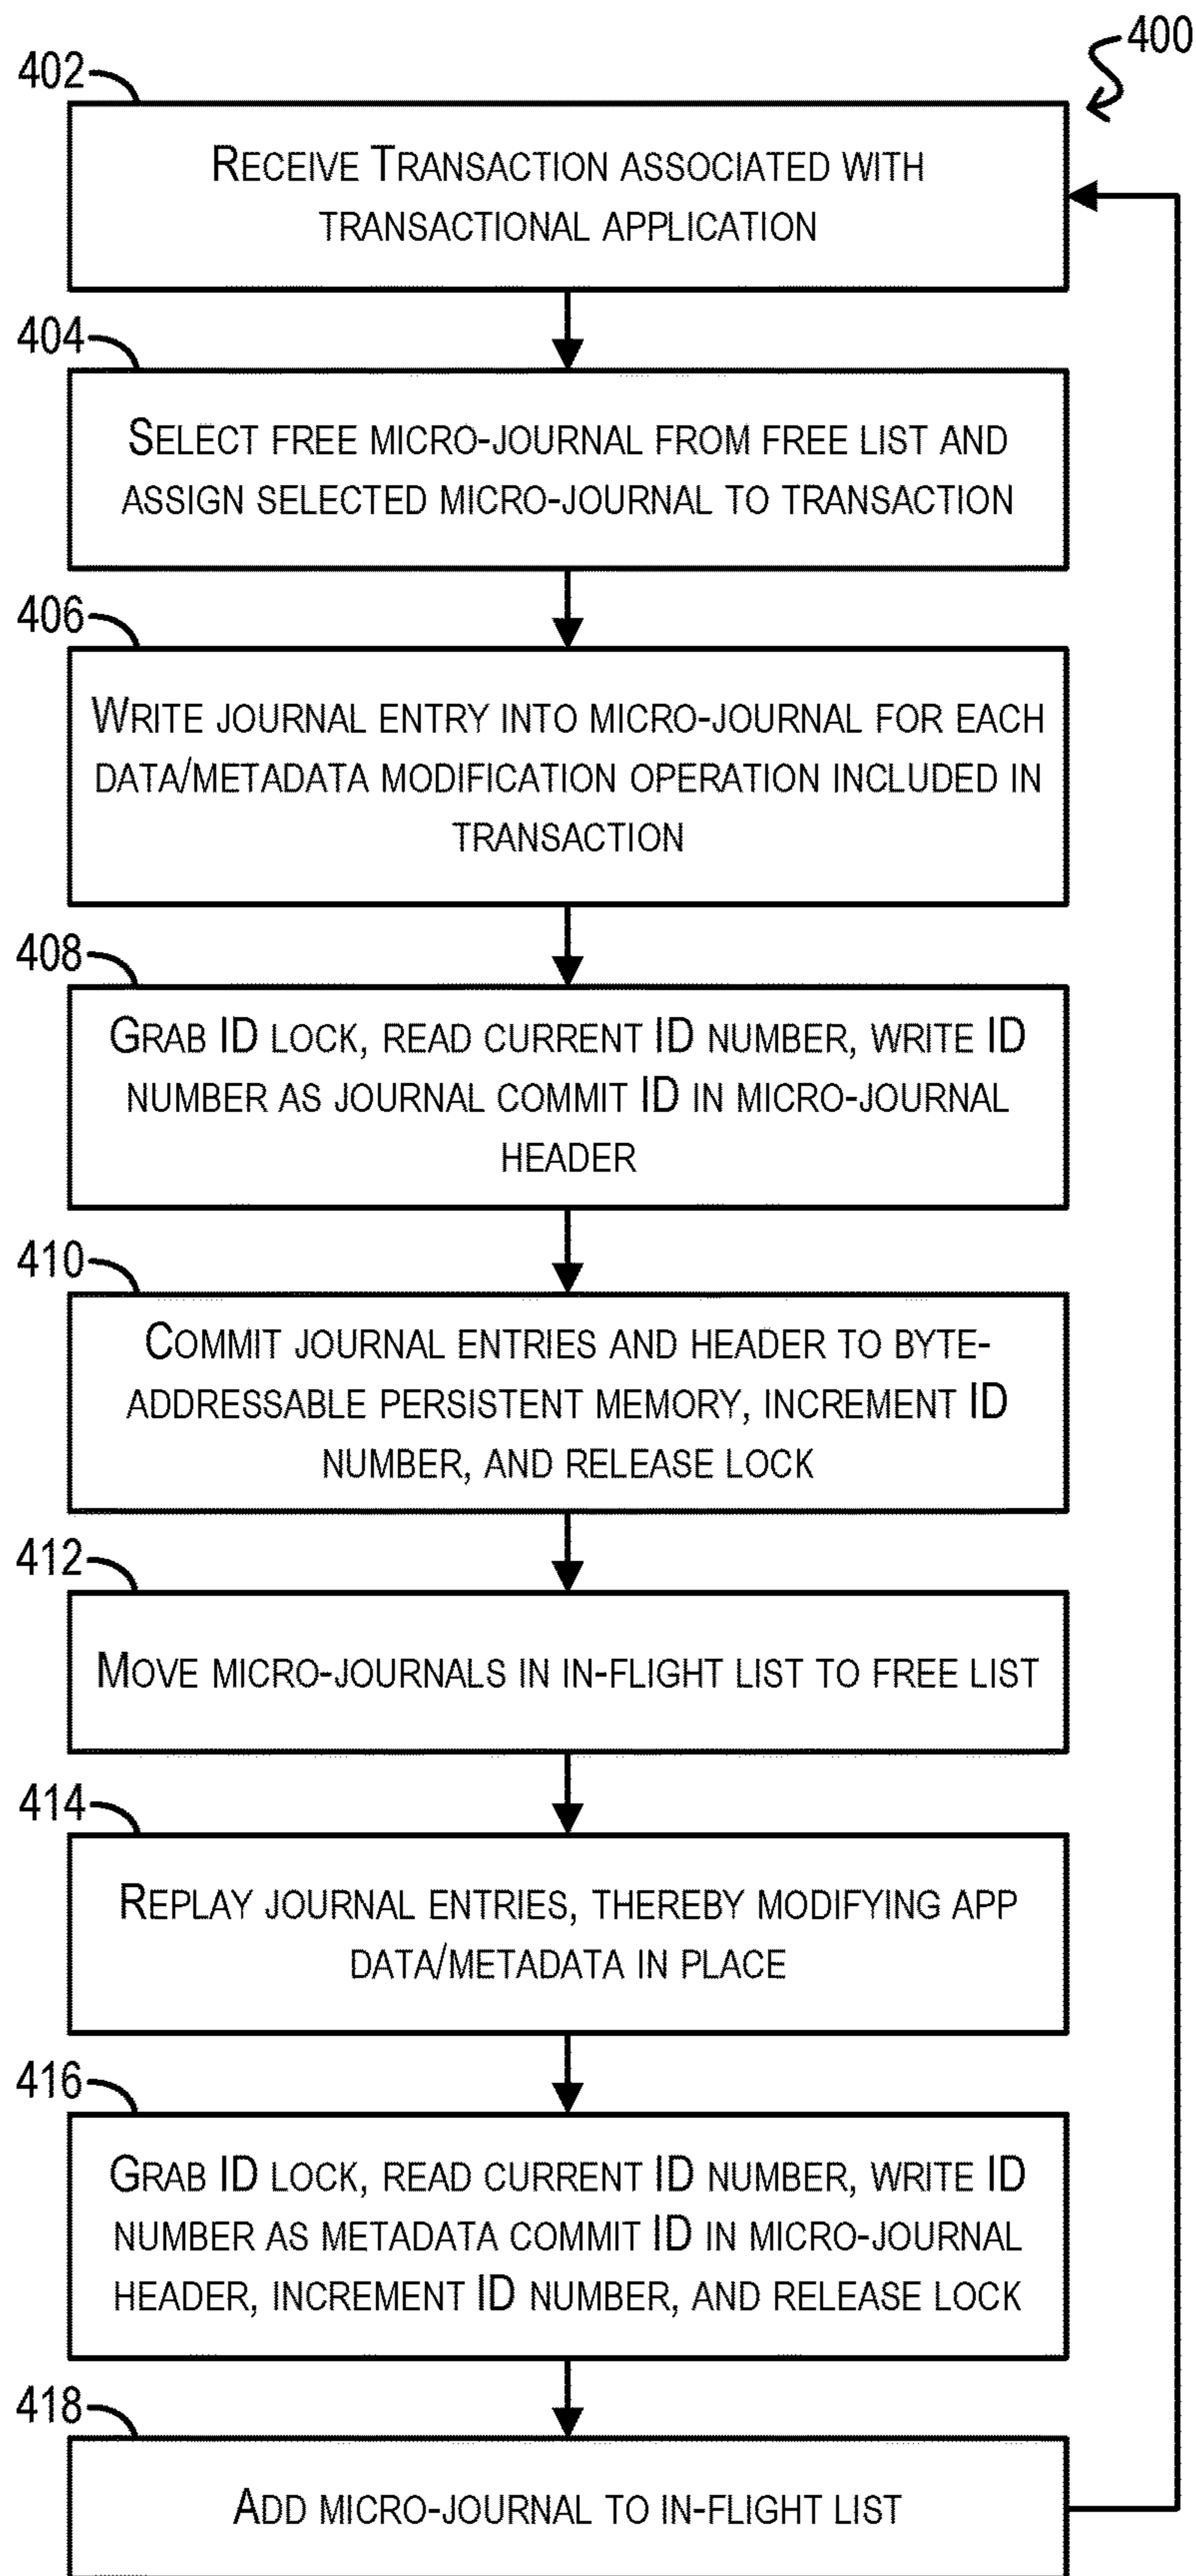 400
402
RECEIVE TRANSACTION ASSOCIATED WITH
TRANSACTIONAL APPLICATION
404
SELECT FREE MICRO-JOURNAL FROM FREE LIST AND
ASSIGN SELECTED MICRO-JOURNAL TO TRANSACTION
406
WRITE JOURNAL ENTRY INTO MICRO-JOURNAL FOR EACH
DATA/METADATA MODIFICATION OPERATION INCLUDED IN
TRANSACTION
408
GRAB ID LOCK, READ CURRENT ID NUMBER, WRITE ID
NUMBER AS JOURNAL COMMIT ID IN MICRO-JOURNAL
HEADER
410
COMMIT JOURNAL ENTRIES AND HEADER TO BYTE-
ADDRESSABLE PERSISTENT MEMORY, INCREMENT ID
NUMBER, AND RELEASE LOCK
412
MOVE MICRO-JOURNALS IN IN-FLIGHT LIST TO FREE LIST
414
REPLAY JOURNAL ENTRIES, THEREBY MODIFYING APP
DATA/METADATA IN PLACE
416
GRAB ID LOCK, READ CURRENT ID NUMBER, WRITE ID
NUMBER AS METADATA COMMIT ID IN MICRO-JOURNAL
HEADER, INCREMENT ID NUMBER, AND RELEASE LOCK
418
ADD MICRO-JOURNAL TO IN-FLIGHT LIST